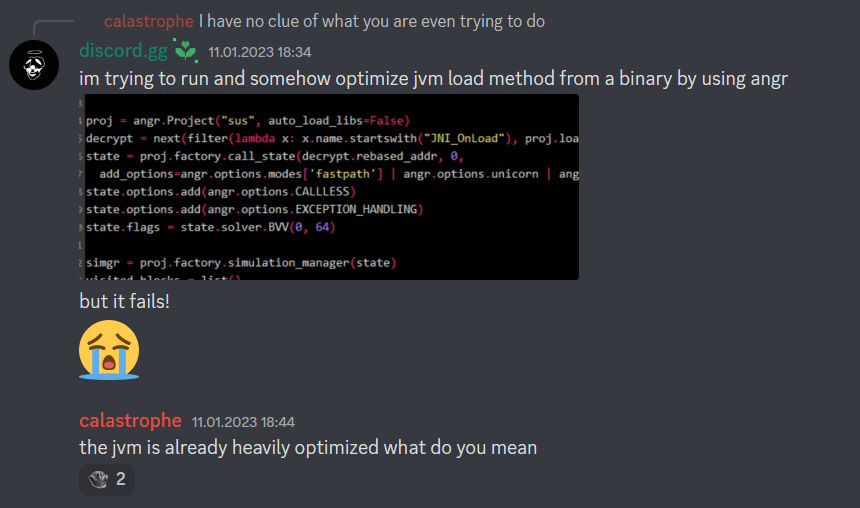 calastrophe I have no clue of what you are even trying to do
discord.gg 11.01.2023 18:34
im trying to run and somehow optimize jvm load method from a binary by using angr
proj = angr.Project("sus", auto_load_libs=False)
decrypt = next(filter(lambda x: x.name.startswith("JNI_OnLoad"), proj.loa
state = proj.factory.call_state(decrypt.rebased_addr, 0,
add_options=angr.options.modes['fastpath'] | angr.options.unicorn | ang
state.options.add(angr.options.CALLLESS)
state.options.add(angr.options.EXCEPTION_HANDLING)
state.flags = state.solver.BVV(0, 64)
simgr = proj.factory.simulation_manager(state)
visited_blocks = list()
but it fails!
calastrophe 11.01.2023 18:44
the jvm is already heavily optimized what do you mean
2